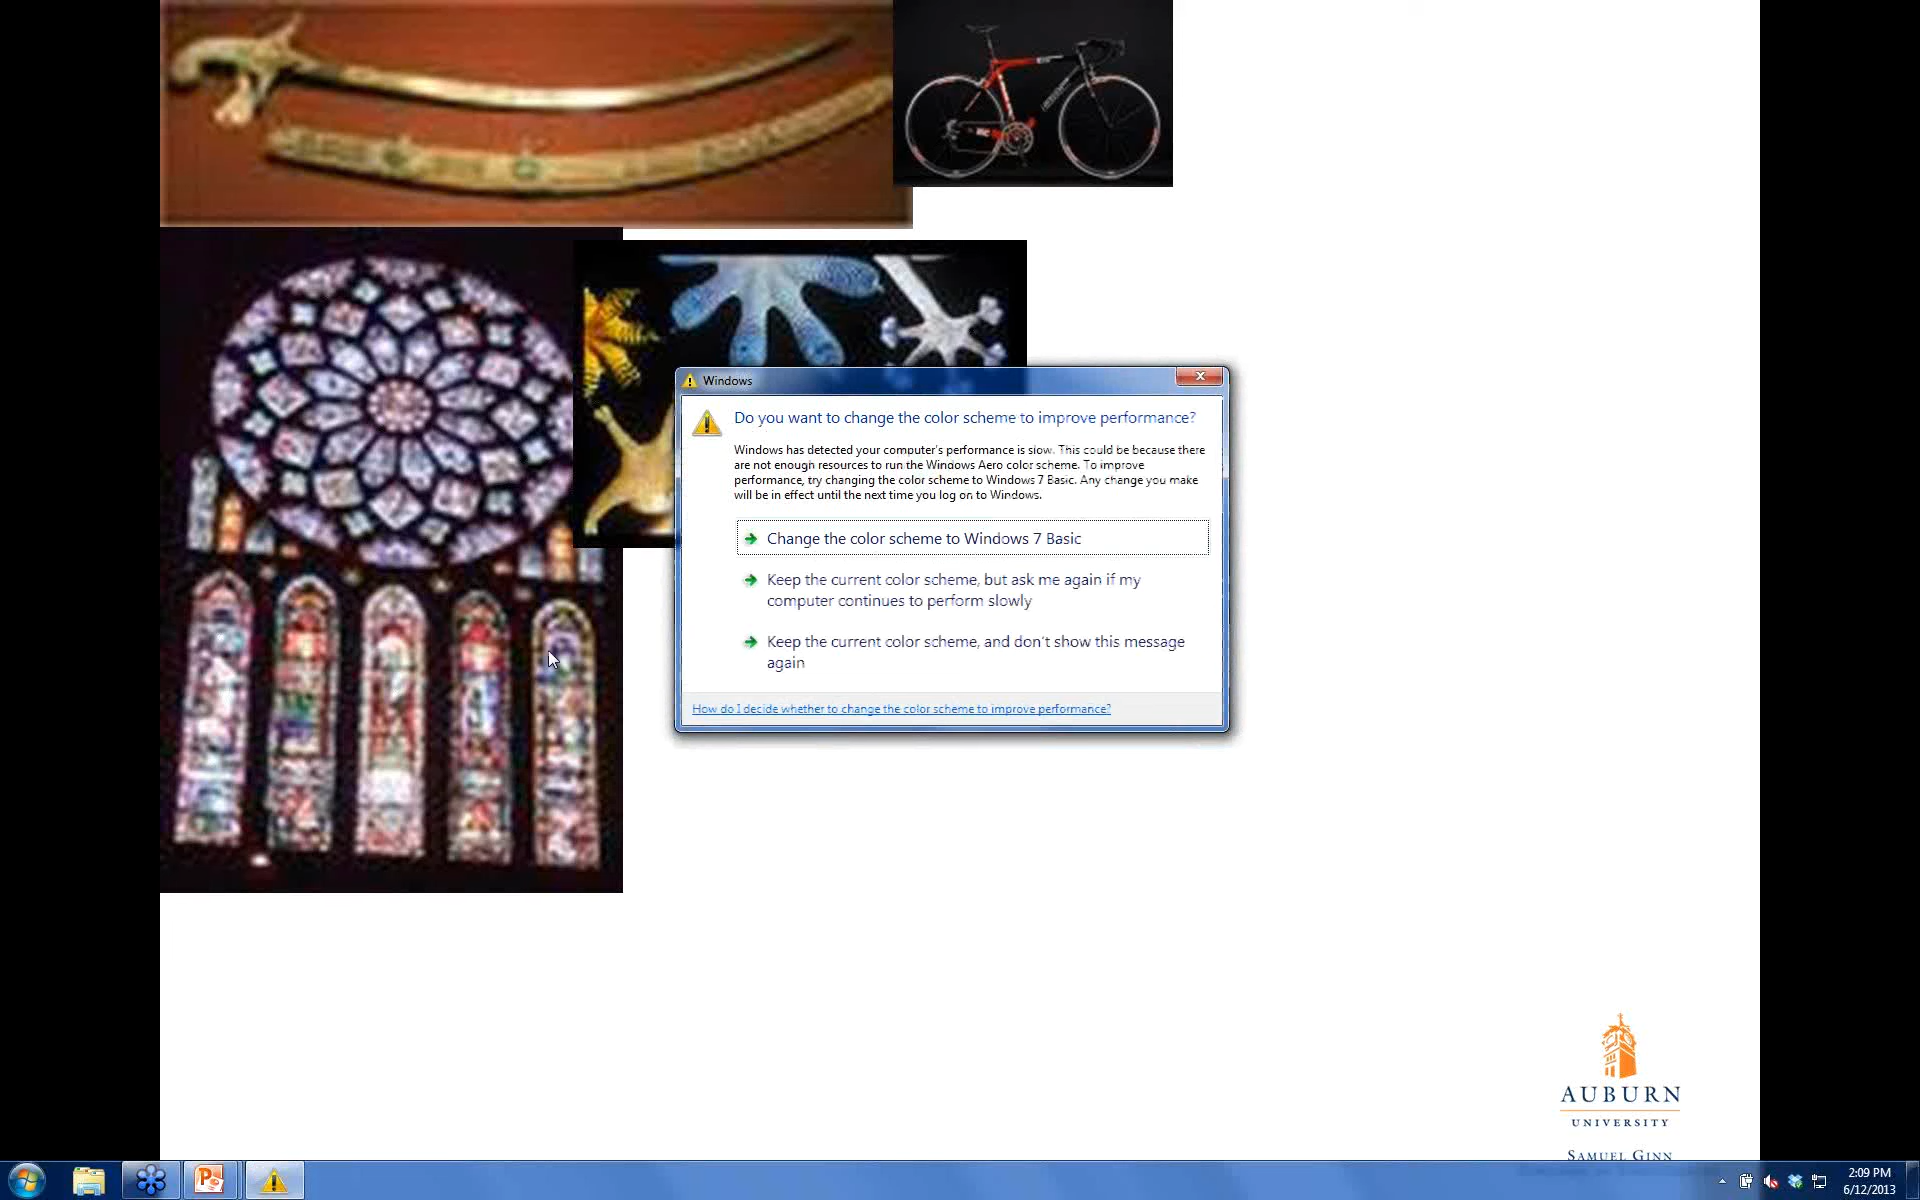 Windows
Do you want to change the color scheme to improve performance?
Windows has detected your computer's performance is slow. This could be because there
are not enough resources to run the Windows Aero color scheme. To improve
performance, try changing the color scheme to Windows 7 Basic. Any change you make
will be in effect until the next time you log on to Windows.
Change the color scheme to Windows 7 Basic
Keep the current color scheme, but ask me again if my
computer continues to perform slowly
Keep the current color scheme, and don't show this message
again
How do I decide whether to change the color scheme to improve performance?
AUBURN
UNIVERSITY
SAMUEL GINN
2:09 PM
6/12/2013